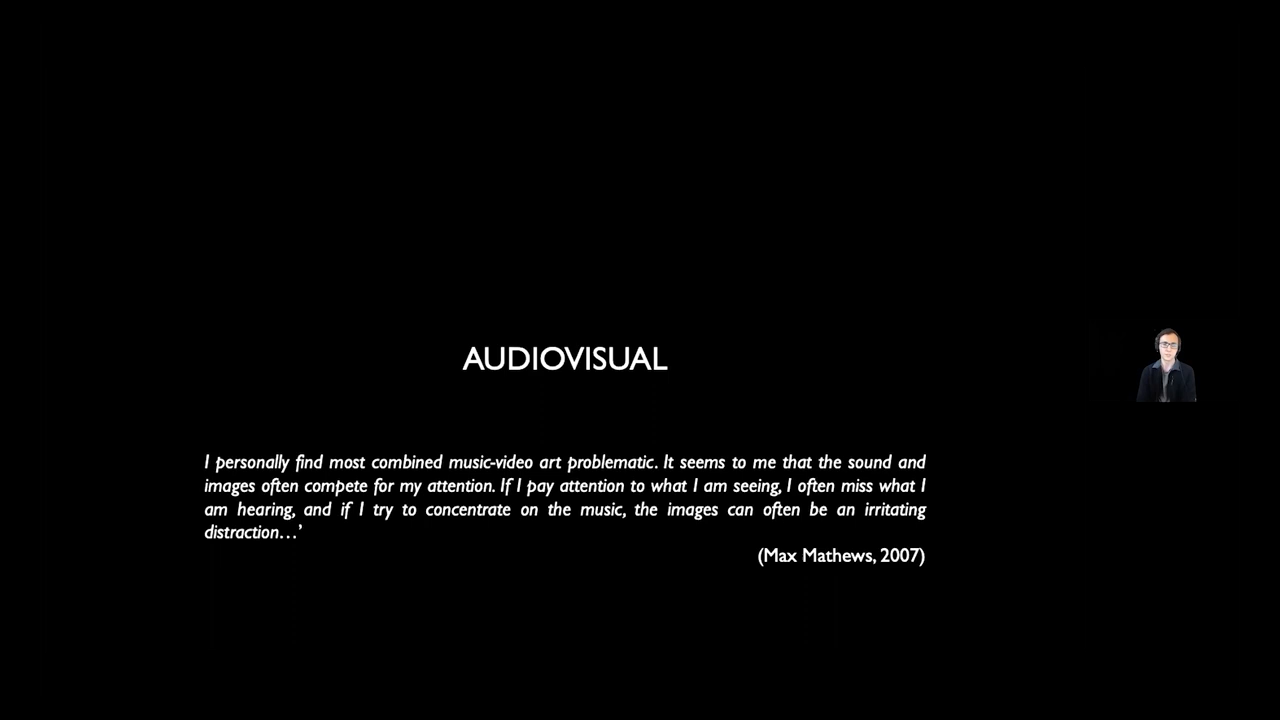 AUDIOVISUAL
I personally find most combined music-video art problematic. It seems to me that the sound and
images often compete for my attention. If I pay attention to what I am seeing, I often miss what I
am hearing, and if I try to concentrate on the music, the images can often be an irritating
distraction…’
(Max Mathews, 2007)